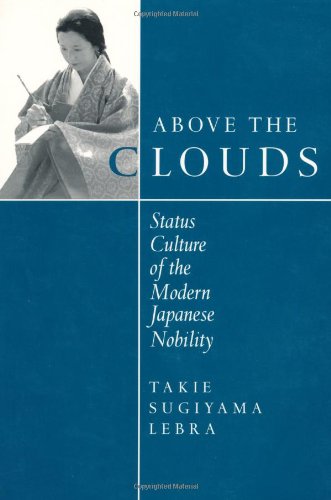 ABOVE THE
CLOUDS
Status
Culture
of the
Modern
Japanese
Nobility
TAKIE
SUGIYAMA
LEBRA